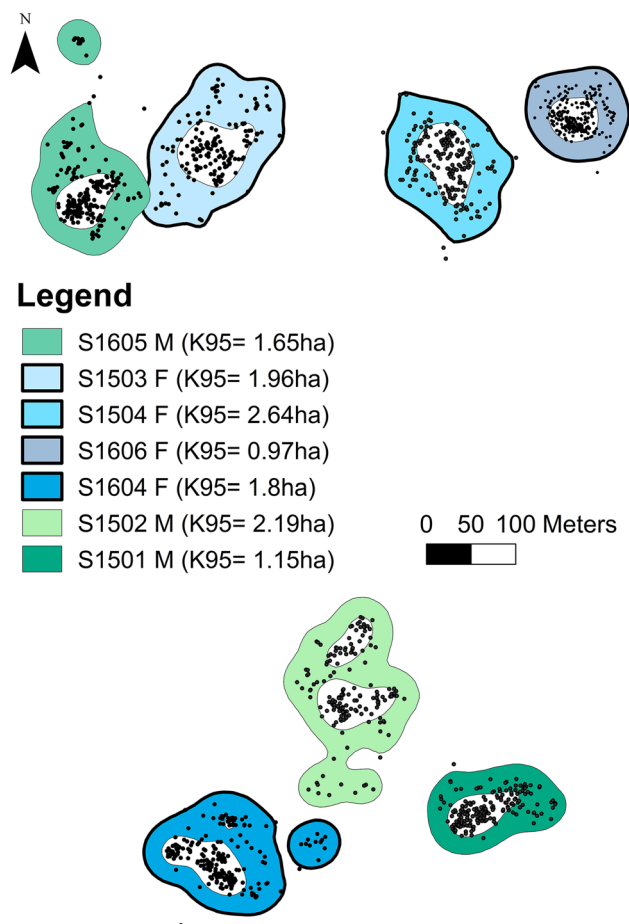 N
Legend
S1605 M (K95= 1.65ha)
S1503 F (K95= 1.96ha)
S1504 F (K95= 2.64ha)
S1606 F (K95= 0.97ha)
S1604 F (K95= 1.8ha)
S1502 M (K95= 2.19ha)
S1501 M (K95= 1.15ha)
0 50 100 Meters